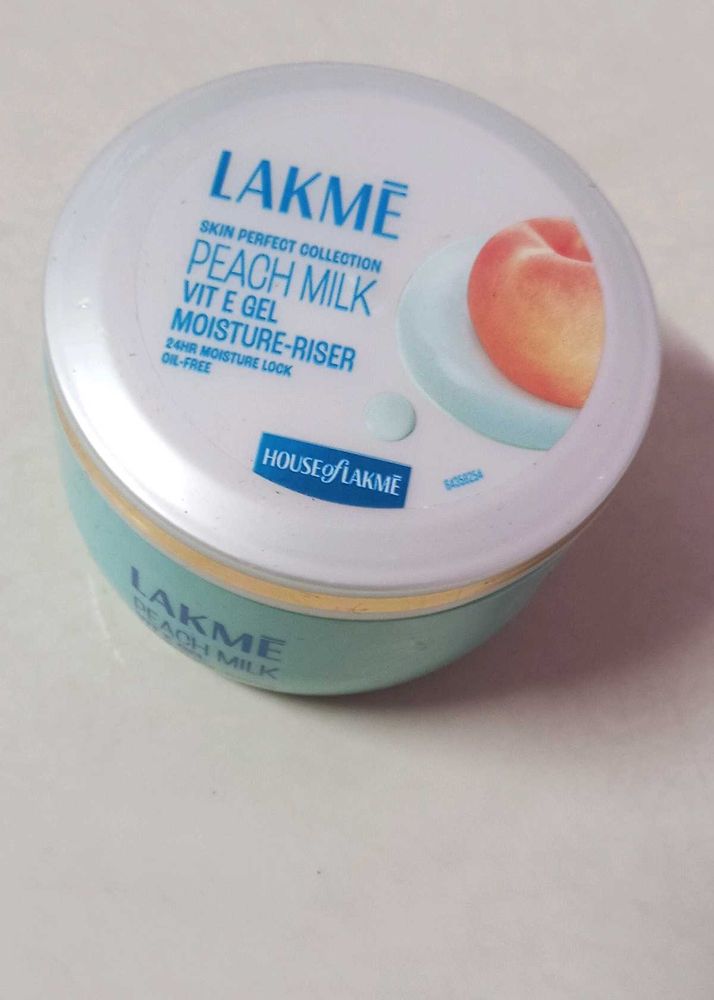 LAKMĒ
SKIN PERFECT COLLECTION
PEACH MILK
VIT E GEL
MOISTURE-RISER
24HR MOISTURE LOCK
OIL-FREE
HOUSE of LAKMĒ
LAKMĒ
PEACH MILK